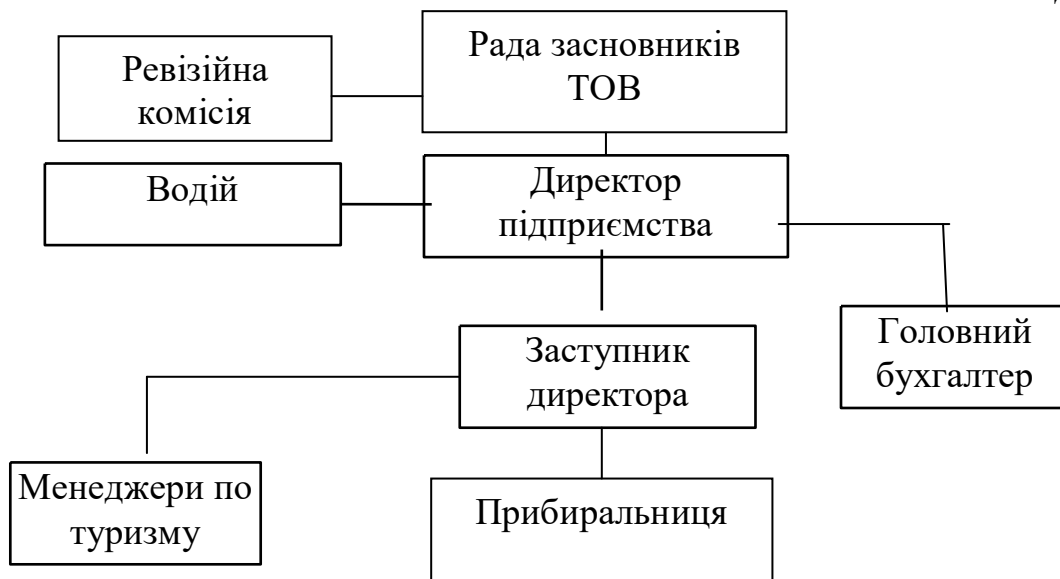 Рада засновників
ТОВ
Ревізійна
комісія
Водій
Директор
підприємства
Головний
бухгалтер
Заступник
директора
Менеджери по
туризму
Прибиральниця